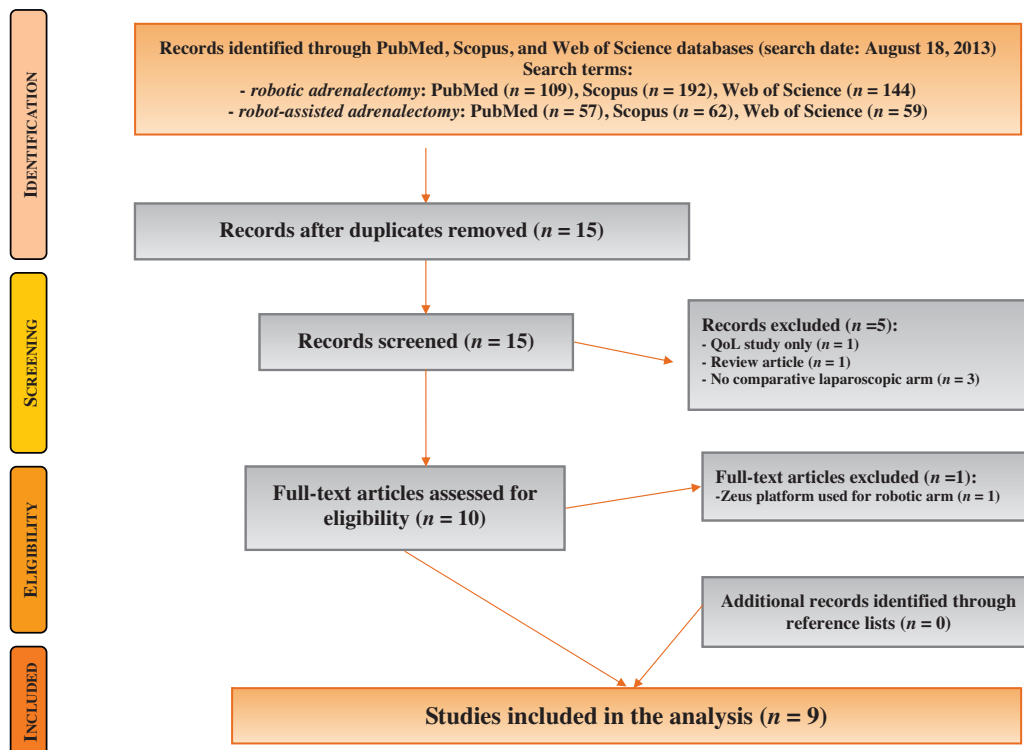 IDENTIFICATION
Records identified through PubMed, Scopus, and Web of Science databases (search date: August 18, 2013)
Search terms:
- robotic adrenalectomy: PubMed (n = 109), Scopus (n = 192), Web of Science (n = 144)
- robot-assisted adrenalectomy: PubMed (n = 57), Scopus (n = 62), Web of Science (n = 59)
Records after duplicates removed (n = 15)
SCREENING
Records screened (n = 15)
Records excluded (n =5):
- QoL study only (n = 1)
- Review article (n = 1)
- No comparative laparoscopic arm (n = 3)
ELIGIBILITY
Full-text articles assessed for
eligibility (n = 10)
Full-text articles excluded (n =1):
-Zeus platform used for robotic arm (n = 1)
Additional records identified through
reference lists (n = 0)
INCLUDED
Studies included in the analysis (n = 9)